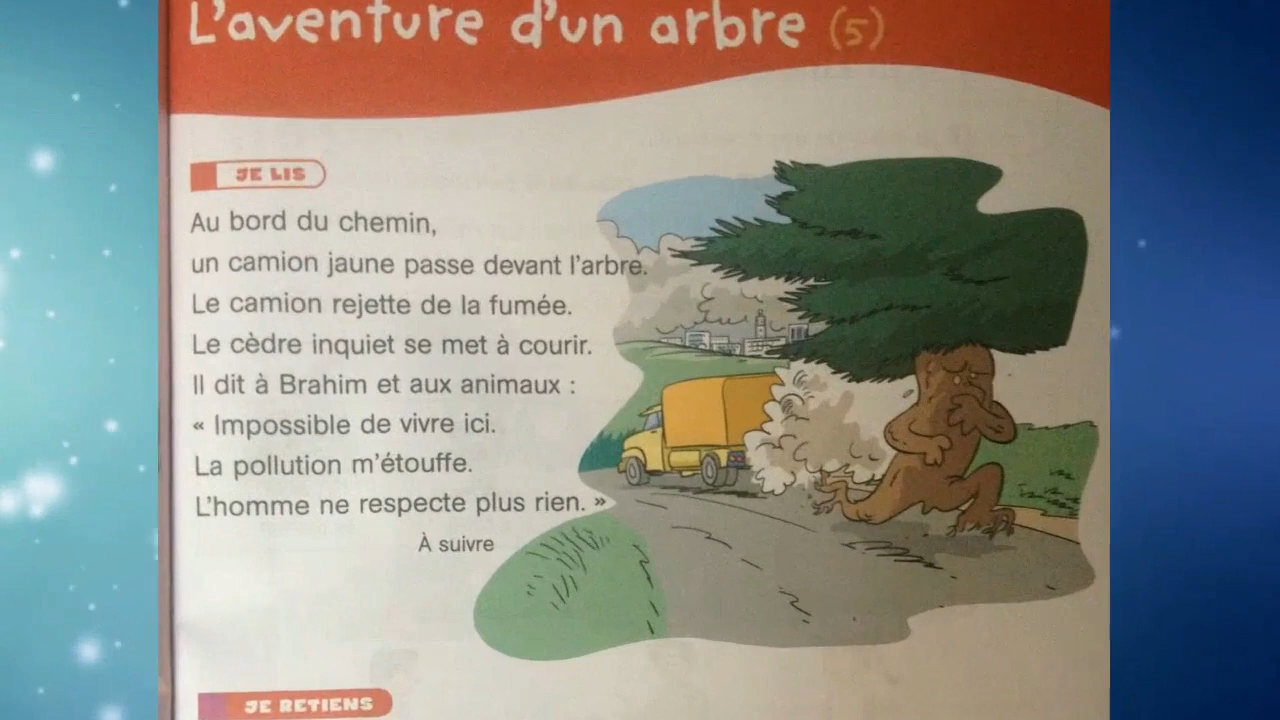 L'aventure d'un arbre (5)
JE LIS
Au bord du chemin,
un camion jaune passe devant l'arbre.
Le camion rejette de la fumée.
Le cèdre inquiet se met à courir.
Il dit à Brahim et aux animaux :
« Impossible de vivre ici.
La pollution m'étouffe.
L'homme ne respecte plus rien. »
À suivre
JE RETIENS